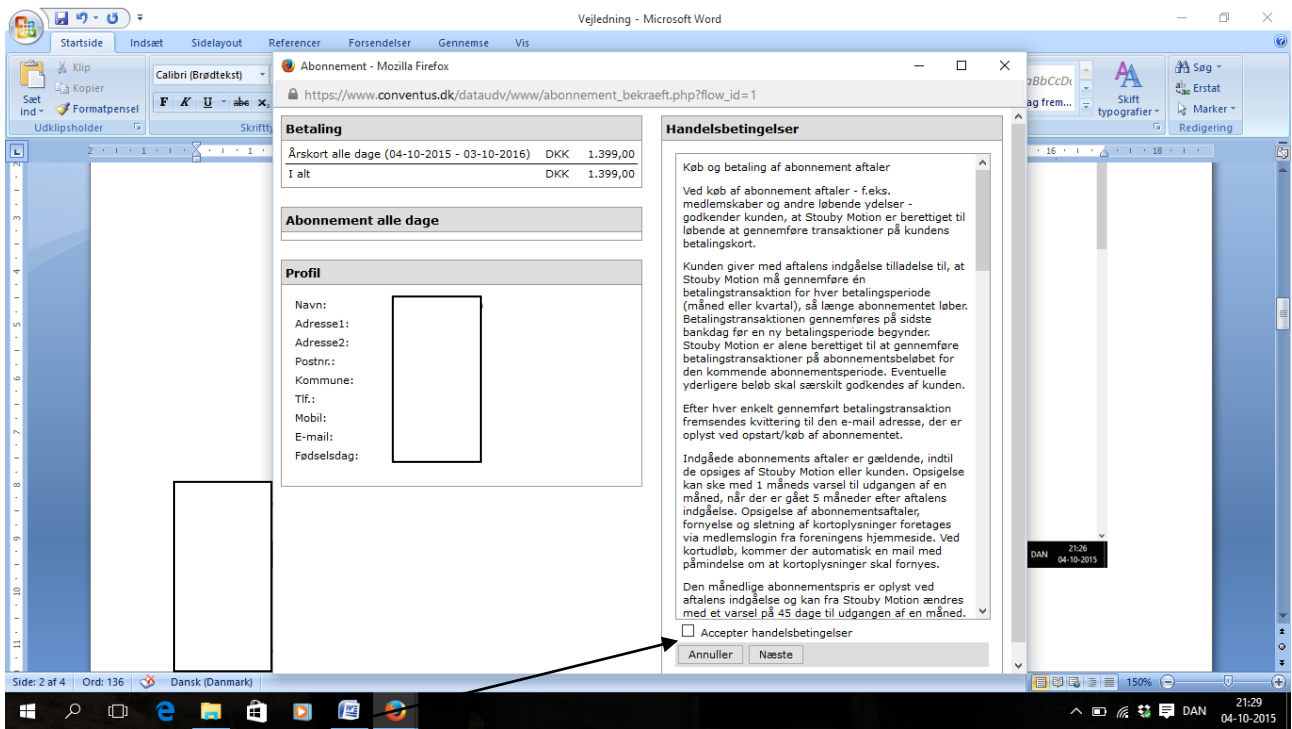 Vejledning - Microsoft Word
Startside Indsæt Sidelayout Referencer Forsendelser Gennemse Vis
Sæt
ind
Klip
Kopier
Formatpensel
Udklipsholder
Calibri (Brødtekst)
F K U abe
Skriftty
ag frem...
Skift
typografier
Søg
Erstat
Marker
Redigering
Abonnement - Mozilla Firefox
https://www.conventus.dk/dataudv/www/abonnement_bekraeft.php?flow_id=1
Betaling
Årskort alle dage (04-10-2015 - 03-10-2016) DKK 1.399,00
I alt DKK 1.399,00
Abonnement alle dage
Profil
Navn:
Adresse1:
Adresse2:
Postnr.:
Kommune:
Tlf.:
Mobil:
E-mail:
Fødselsdag:
Handelsbetingelser
Køb og betaling af abonnement aftaler
Ved køb af abonnement aftaler - f.eks.
medlemskaber og andre løbende ydelser -
godkender kunden, at Stouby Motion er berettiget til
løbende at gennemføre transaktioner på kundens
betalingskort.
Kunden giver med aftalens indgåelse tilladelse til, at
Stouby Motion må gennemføre én
betalingstransaktion for hver betalingsperiode
(måned eller kvartal), så længe abonnementet løber.
Betalingstransaktionen gennemføres på sidste
bankdag før en ny betalingsperiode begynder.
Stouby Motion er alene berettiget til at gennemføre
betalingstransaktioner på abonnementsbeløbet for
den kommende abonnementsperiode. Eventuelle
yderligere beløb skal særskilt godkendes af kunden.
Efter hver enkelt gennemført betalingstransaktion
fremsendes kvittering til den e-mail adresse, der er
oplyst ved opstart/køb af abonnementet.
Indgåede abonnements aftaler er gældende, indtil
de opsiges af Stouby Motion eller kunden. Opsigelse
kan ske med 1 måneds varsel til udgangen af en
måned, når der er gået 5 måneder efter aftalens
indgåelse. Opsigelse af abonnementsaftaler,
fornyelse og sletning af kortoplysninger foretages
via medlemslogin fra foreningens hjemmeside. Ved
kortudløb, kommer der automatisk en mail med
påmindelse om at kortoplysninger skal fornyes.
Den månedlige abonnementspris er oplyst ved
aftalens indgåelse og kan fra Stouby Motion ændres
med et varsel på 45 dage til udgangen af en måned.
Accepter handelsbetingelser
Annuller Næste
DAN 21:26
04-10-2015
Side: 2 af 4 Ord: 136 Dansk (Danmark) 150%
DAN 21:29
04-10-2015